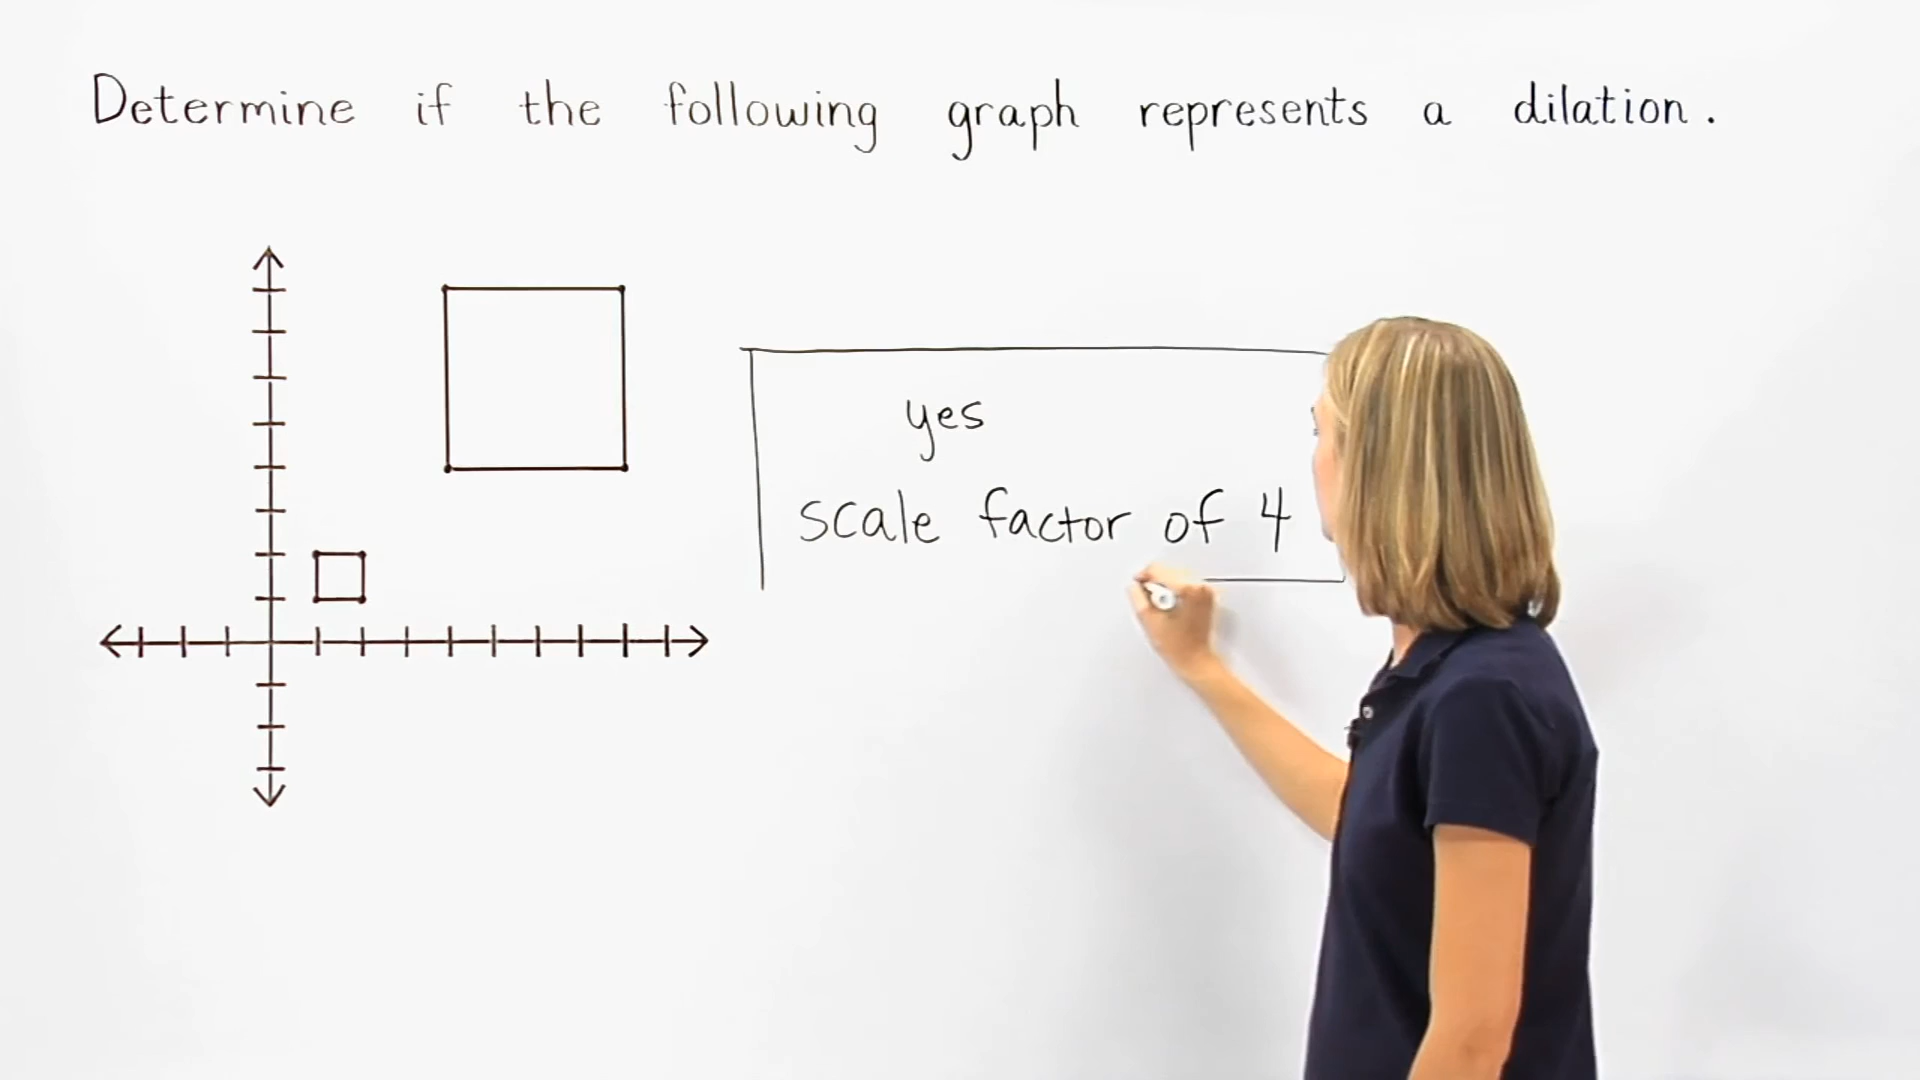 Determine if the following graph represents a dilation.
yes
scale factor of 4